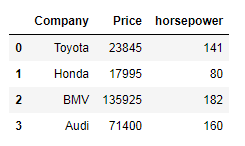 Company Price horsepower
0 Toyota 23845 141
1 Honda 17995 80
2 BMV 135925 182
3 Audi 71400 160